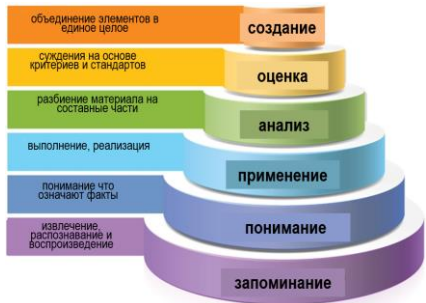 объединение элементов в
единое целое
создание
суждения на основе
критериев и стандартов
оценка
разбиение материала на
составные части
анализ
выполнение, реализация
применение
понимание что
означают факты
понимание
извлечение,
распознавание и
воспроизведение
запоминание